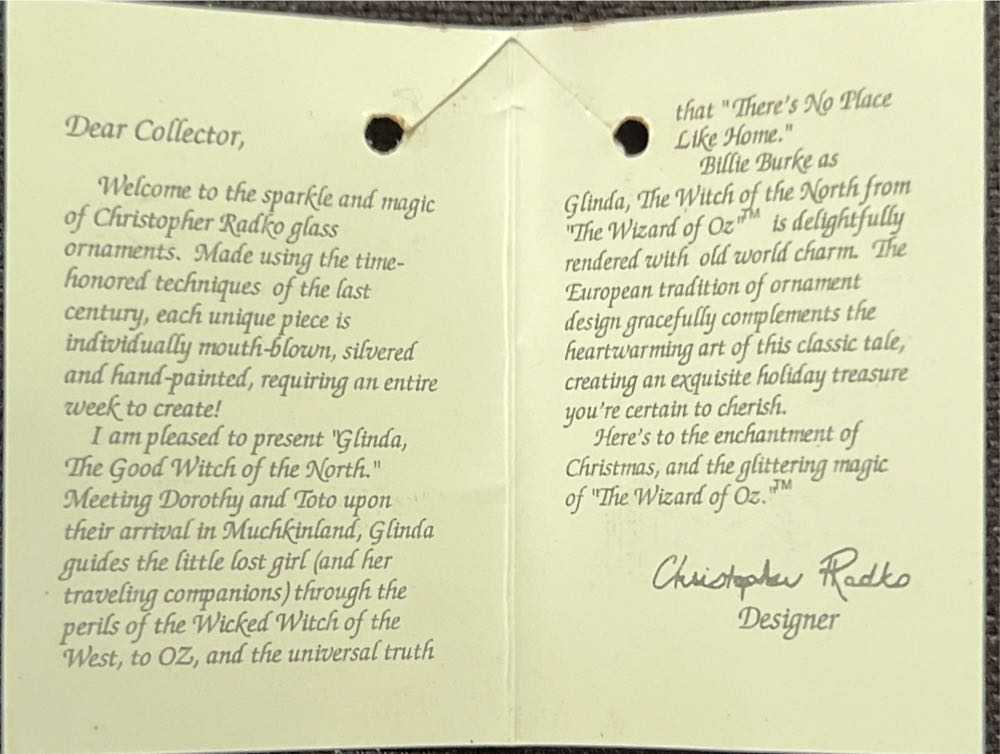 Dear Collector,
Welcome to the sparkle and magic
of Christopher Radko glass
ornaments. Made using the time-
honored techniques of the last
century, each unique piece is
individually mouth-blown, silvered
and hand-painted, requiring an entire
week to create!
I am pleased to present "Glinda,
The Good Witch of the North."
Meeting Dorothy and Toto upon
their arrival in Muchkinland, Glinda
guides the little lost girl (and her
traveling companions) through the
perils of the Wicked Witch of the
West, to OZ, and the universal truth
that "There's No Place
Like Home."
Billie Burke as
Glinda, The Witch of the North from
"The Wizard of Oz"™ is delightfully
rendered with old world charm. The
European tradition of ornament
design gracefully complements the
heartwarming art of this classic tale,
creating an exquisite holiday treasure
you're certain to cherish.
Here's to the enchantment of
Christmas, and the glittering magic
of "The Wizard of Oz."™
Christopher Radko
Designer